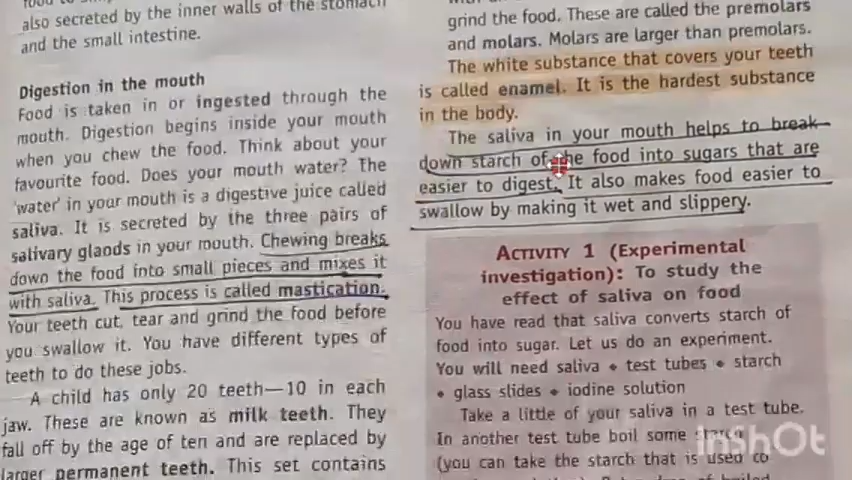 also secreted by the inner walls of the stomach
and the small intestine.
Digestion in the mouth
Food is taken in or ingested through the
mouth. Digestion begins inside your mouth
when you chew the food. Think about your
favourite food. Does your mouth water? The
'water' in your mouth is a digestive juice called
saliva. It is secreted by the three pairs of
salivary glands in your mouth. Chewing breaks
down the food into small pieces and mixes it
with saliva. This process is called mastication.
Your teeth cut, tear and grind the food before
you swallow it. You have different types of
teeth to do these jobs.
A child has only 20 teeth—10 in each
jaw. These are known as milk teeth. They
fall off by the age of ten and are replaced by
larger permanent teeth. This set contains
grind the food. These are called the premolars
and molars. Molars are larger than premolars.
The white substance that covers your teeth
is called enamel. It is the hardest substance
in the body.
The saliva in your mouth helps to break
down starch of the food into sugars that are
easier to digest. It also makes food easier to
swallow by making it wet and slippery.
ACTIVITY 1 (Experimental
investigation): To study the
effect of saliva on food
You have read that saliva converts starch of
food into sugar. Let us do an experiment.
You will need saliva • test tubes • starch
• glass slides • iodine solution
Take a little of your saliva in a test tube.
In another test tube boil some starch
(you can take the starch that is used to
InShOt